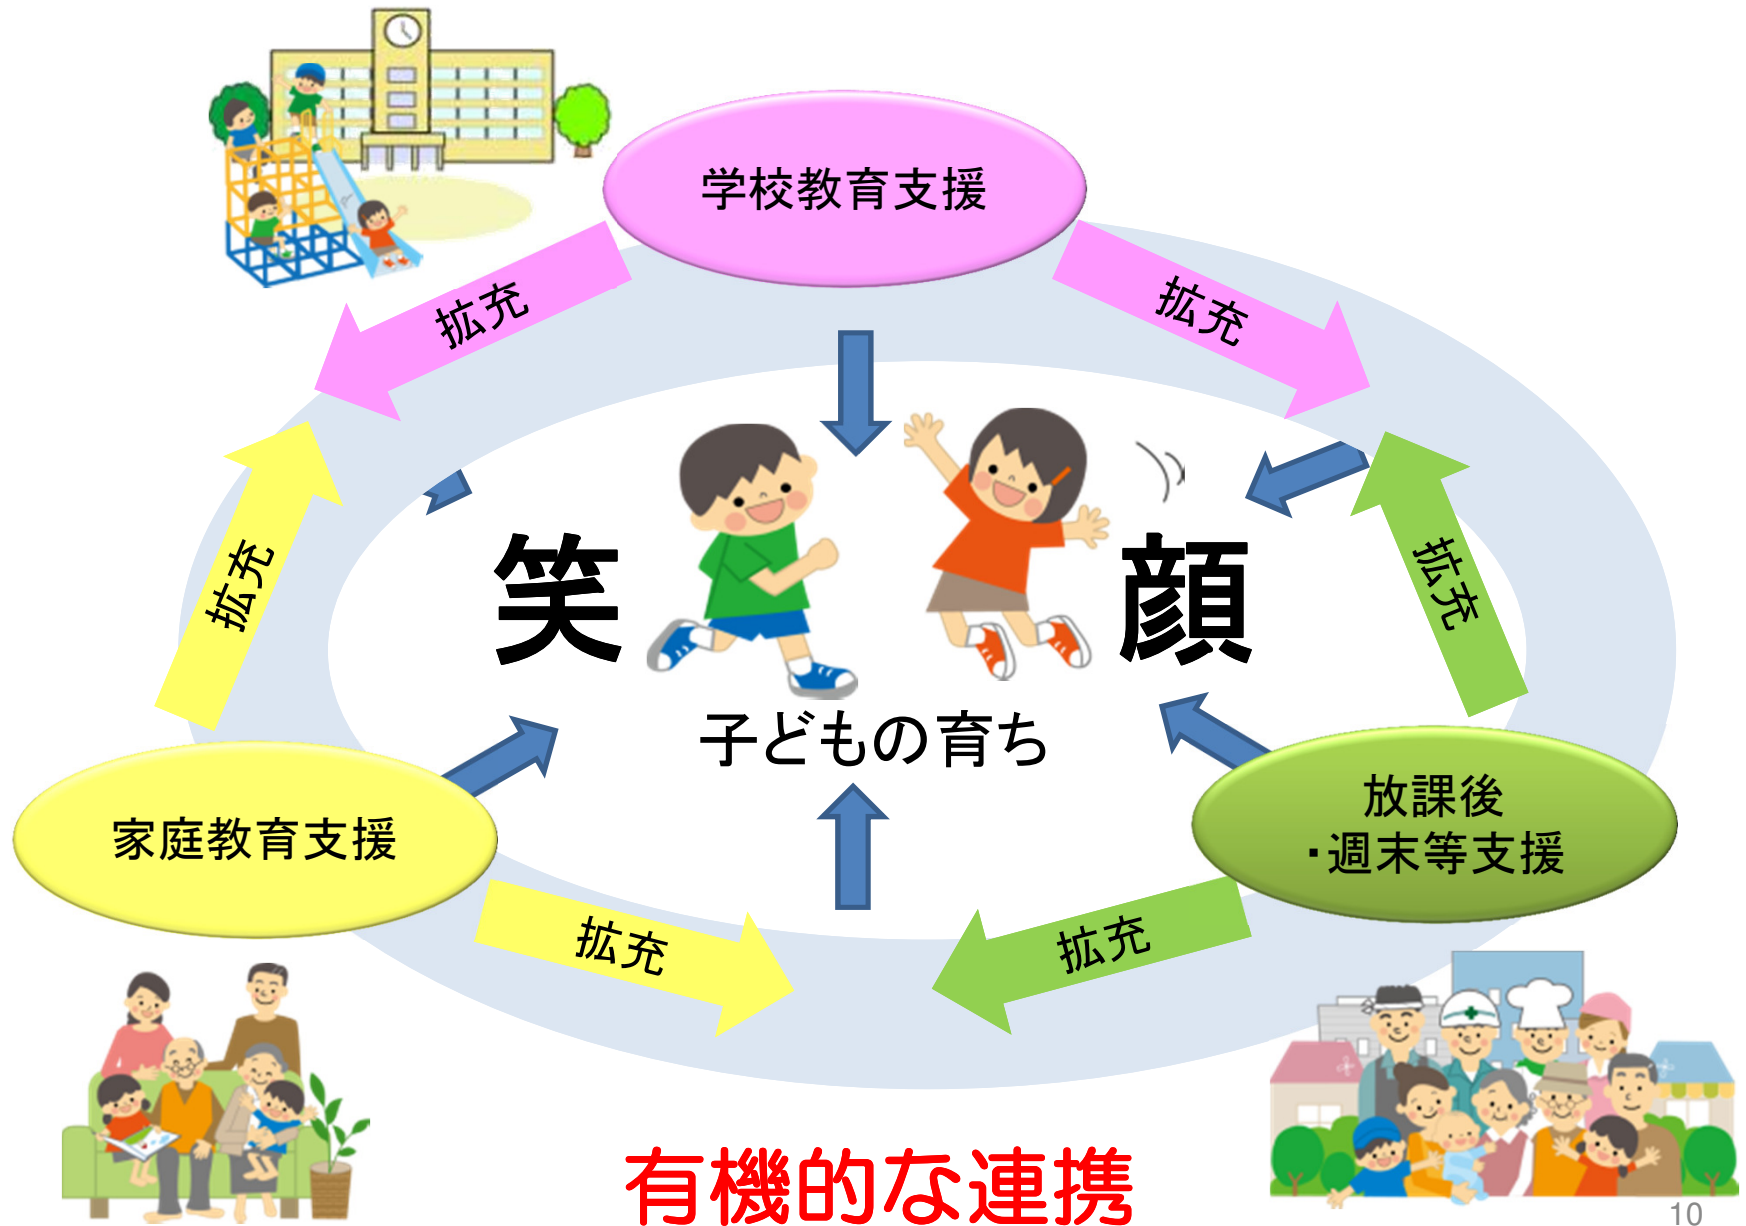 学校教育支援
拡充
拡充
笑
顔
子どもの育ち
拡充
拡充
家庭教育支援
放課後
・週末等支援
拡充
拡充
有機的な連携
10